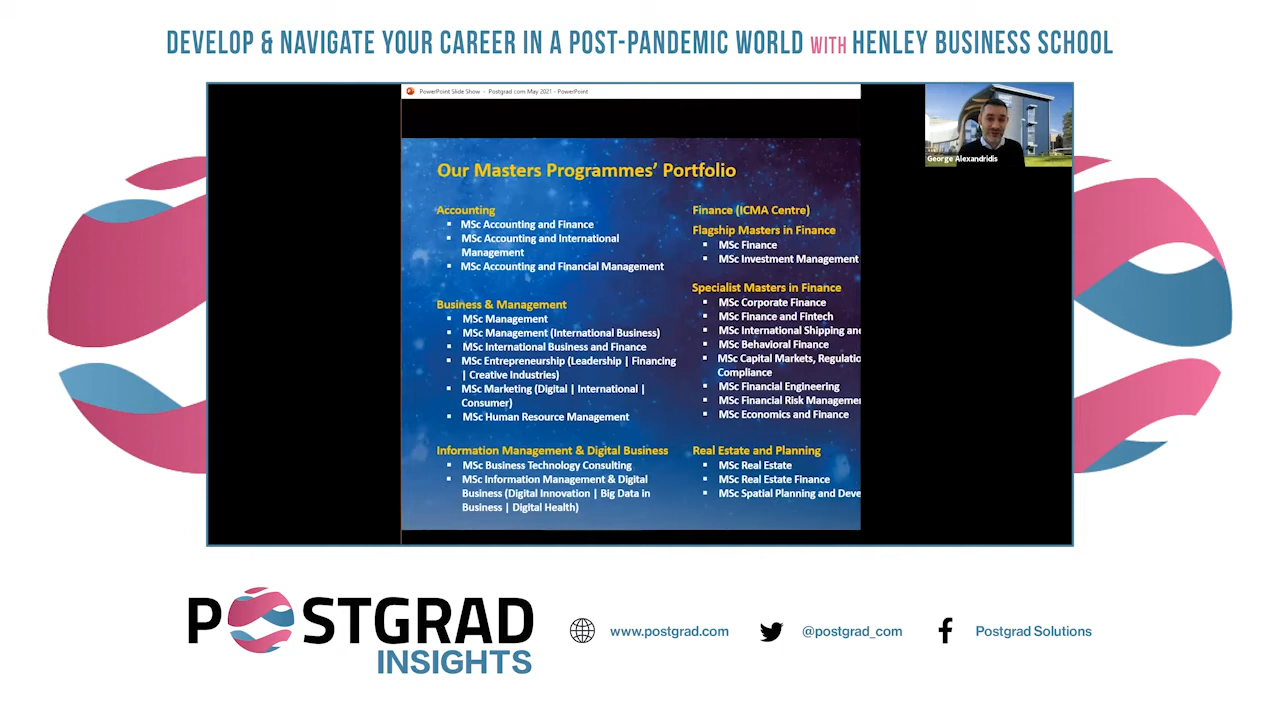 DEVELOP & NAVIGATE YOUR CAREER IN A POST-PANDEMIC WORLD WITH HENLEY BUSINESS SCHOOL
PowerPoint Slide Show - Postgrad com May 2021 - PowerPoint
George Alexandridis
Our Masters Programmes' Portfolio
Accounting
▪ MSc Accounting and Finance
▪ MSc Accounting and International
Management
▪ MSc Accounting and Financial Management
Business & Management
▪ MSc Management
▪ MSc Management (International Business)
▪ MSc International Business and Finance
▪ MSc Entrepreneurship (Leadership | Financing
| Creative Industries)
▪ MSc Marketing (Digital | International |
Consumer)
▪ MSc Human Resource Management
Information Management & Digital Business
▪ MSc Business Technology Consulting
▪ MSc Information Management & Digital
Business (Digital Innovation | Big Data in
Business | Digital Health)
Finance (ICMA Centre)
Flagship Masters in Finance
▪ MSc Finance
▪ MSc Investment Management
Specialist Masters in Finance
▪ MSc Corporate Finance
▪ MSc Finance and Fintech
▪ MSc International Shipping and
▪ MSc Behavioral Finance
▪ MSc Capital Markets, Regulatio
Compliance
▪ MSc Financial Engineering
▪ MSc Financial Risk Managemen
▪ MSc Economics and Finance
Real Estate and Planning
▪ MSc Real Estate
▪ MSc Real Estate Finance
▪ MSc Spatial Planning and Deve
POSTGRAD
INSIGHTS
www.postgrad.com
@postgrad_com
Postgrad Solutions